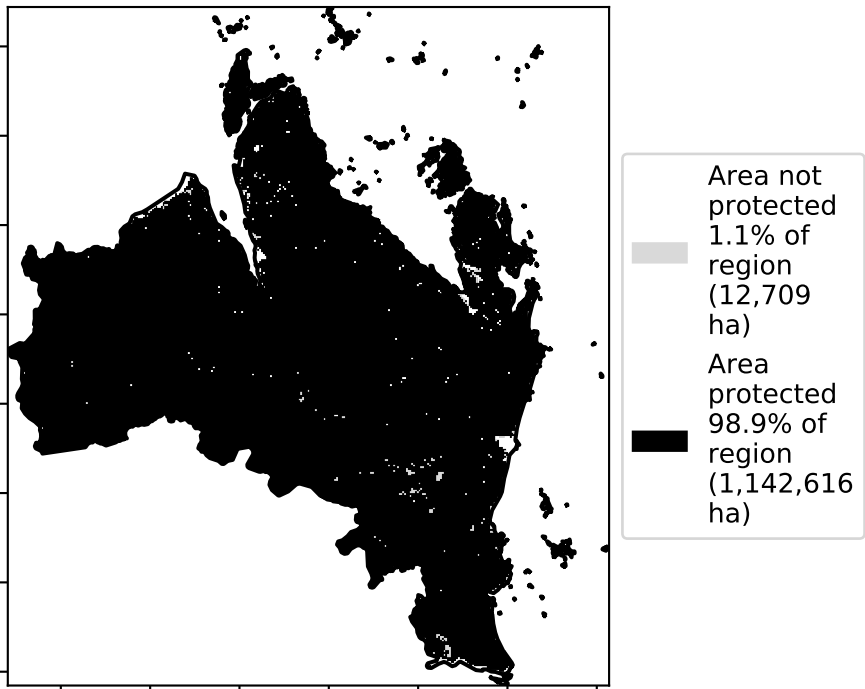 Area not
protected
1.1% of
region
(12,709
ha)
Area
protected
98.9% of
region
(1,142,616
ha)